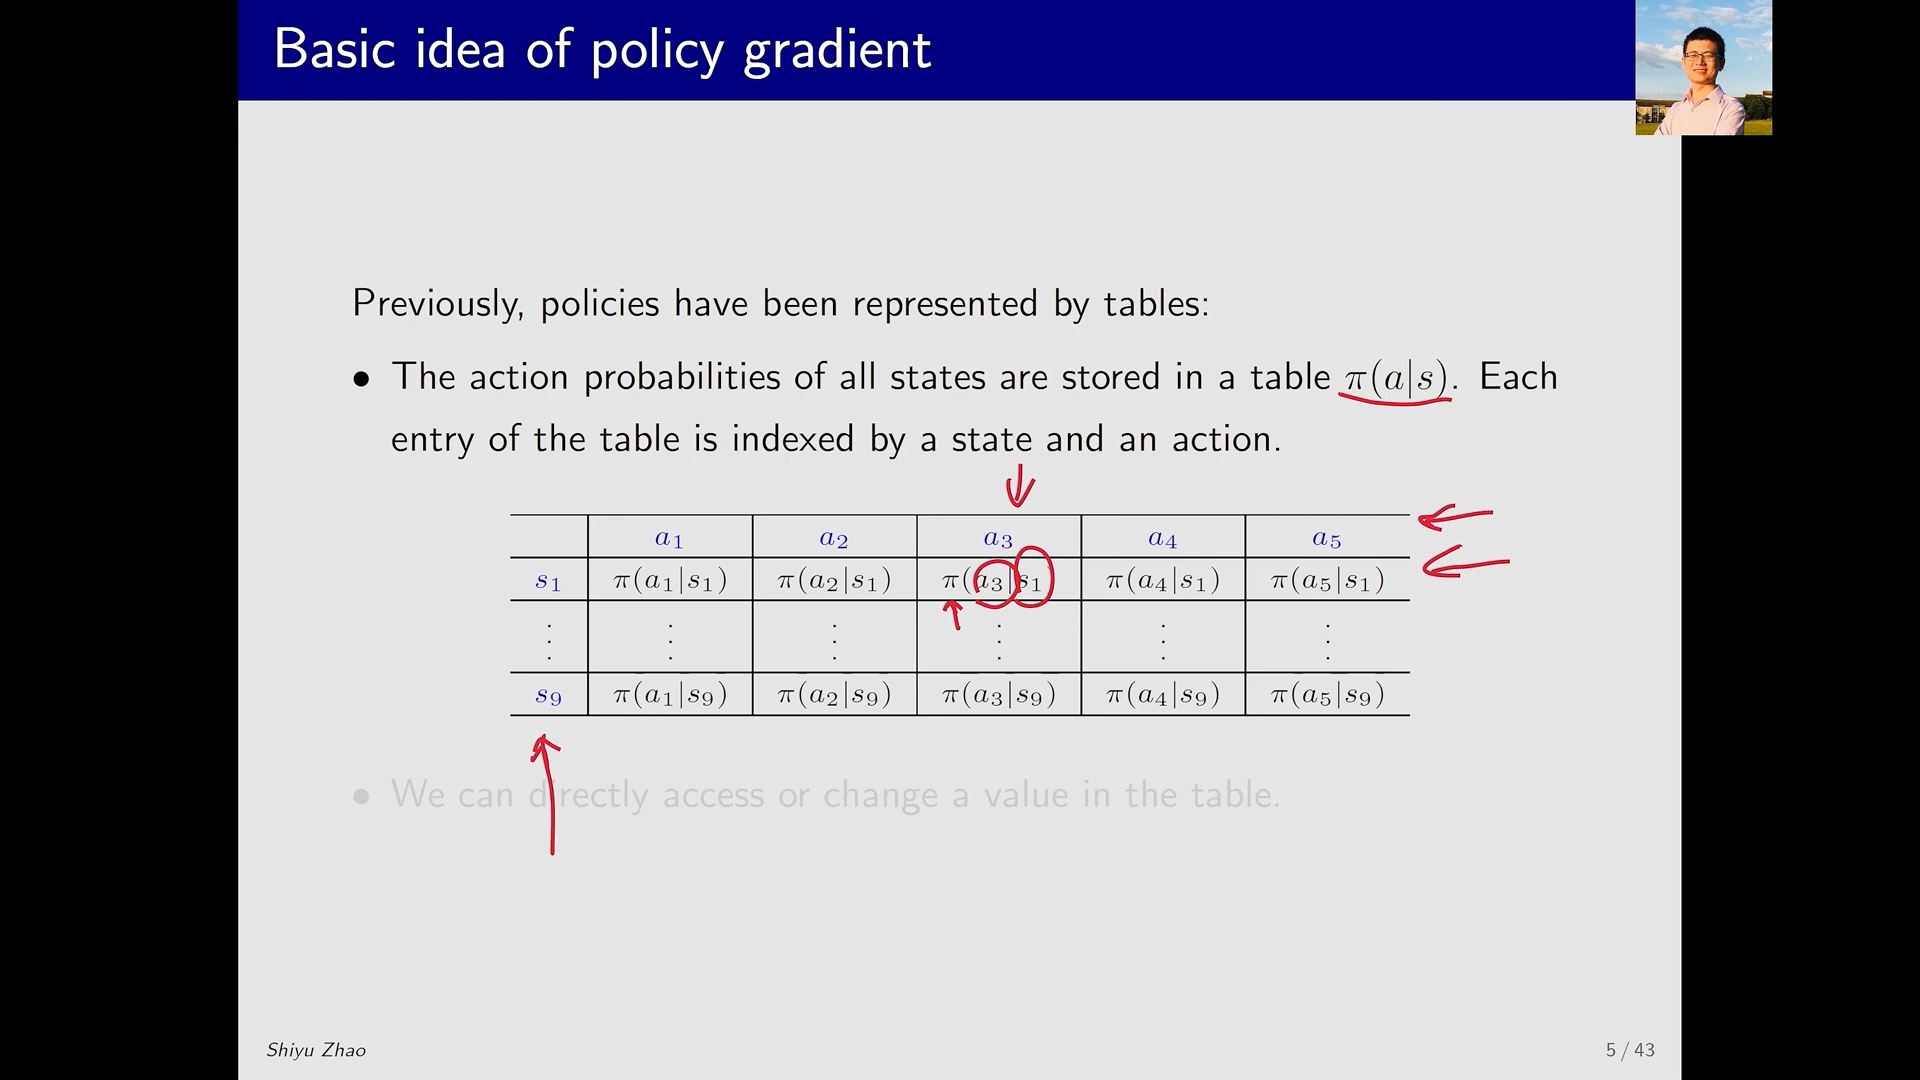 Basic idea of policy gradient
Previously, policies have been represented by tables:
• The action probabilities of all states are stored in a table π(a|s). Each
entry of the table is indexed by a state and an action.
a₁ a₂ a₃ a₄ a₅
s₁ π(a₁|s₁) π(a₂|s₁) π(a₃|s₁) π(a₄|s₁) π(a₅|s₁)
⋮ ⋮ ⋮ ⋮ ⋮ ⋮
s₉ π(a₁|s₉) π(a₂|s₉) π(a₃|s₉) π(a₄|s₉) π(a₅|s₉)
• We can directly access or change a value in the table.
Shiyu Zhao
5 / 43